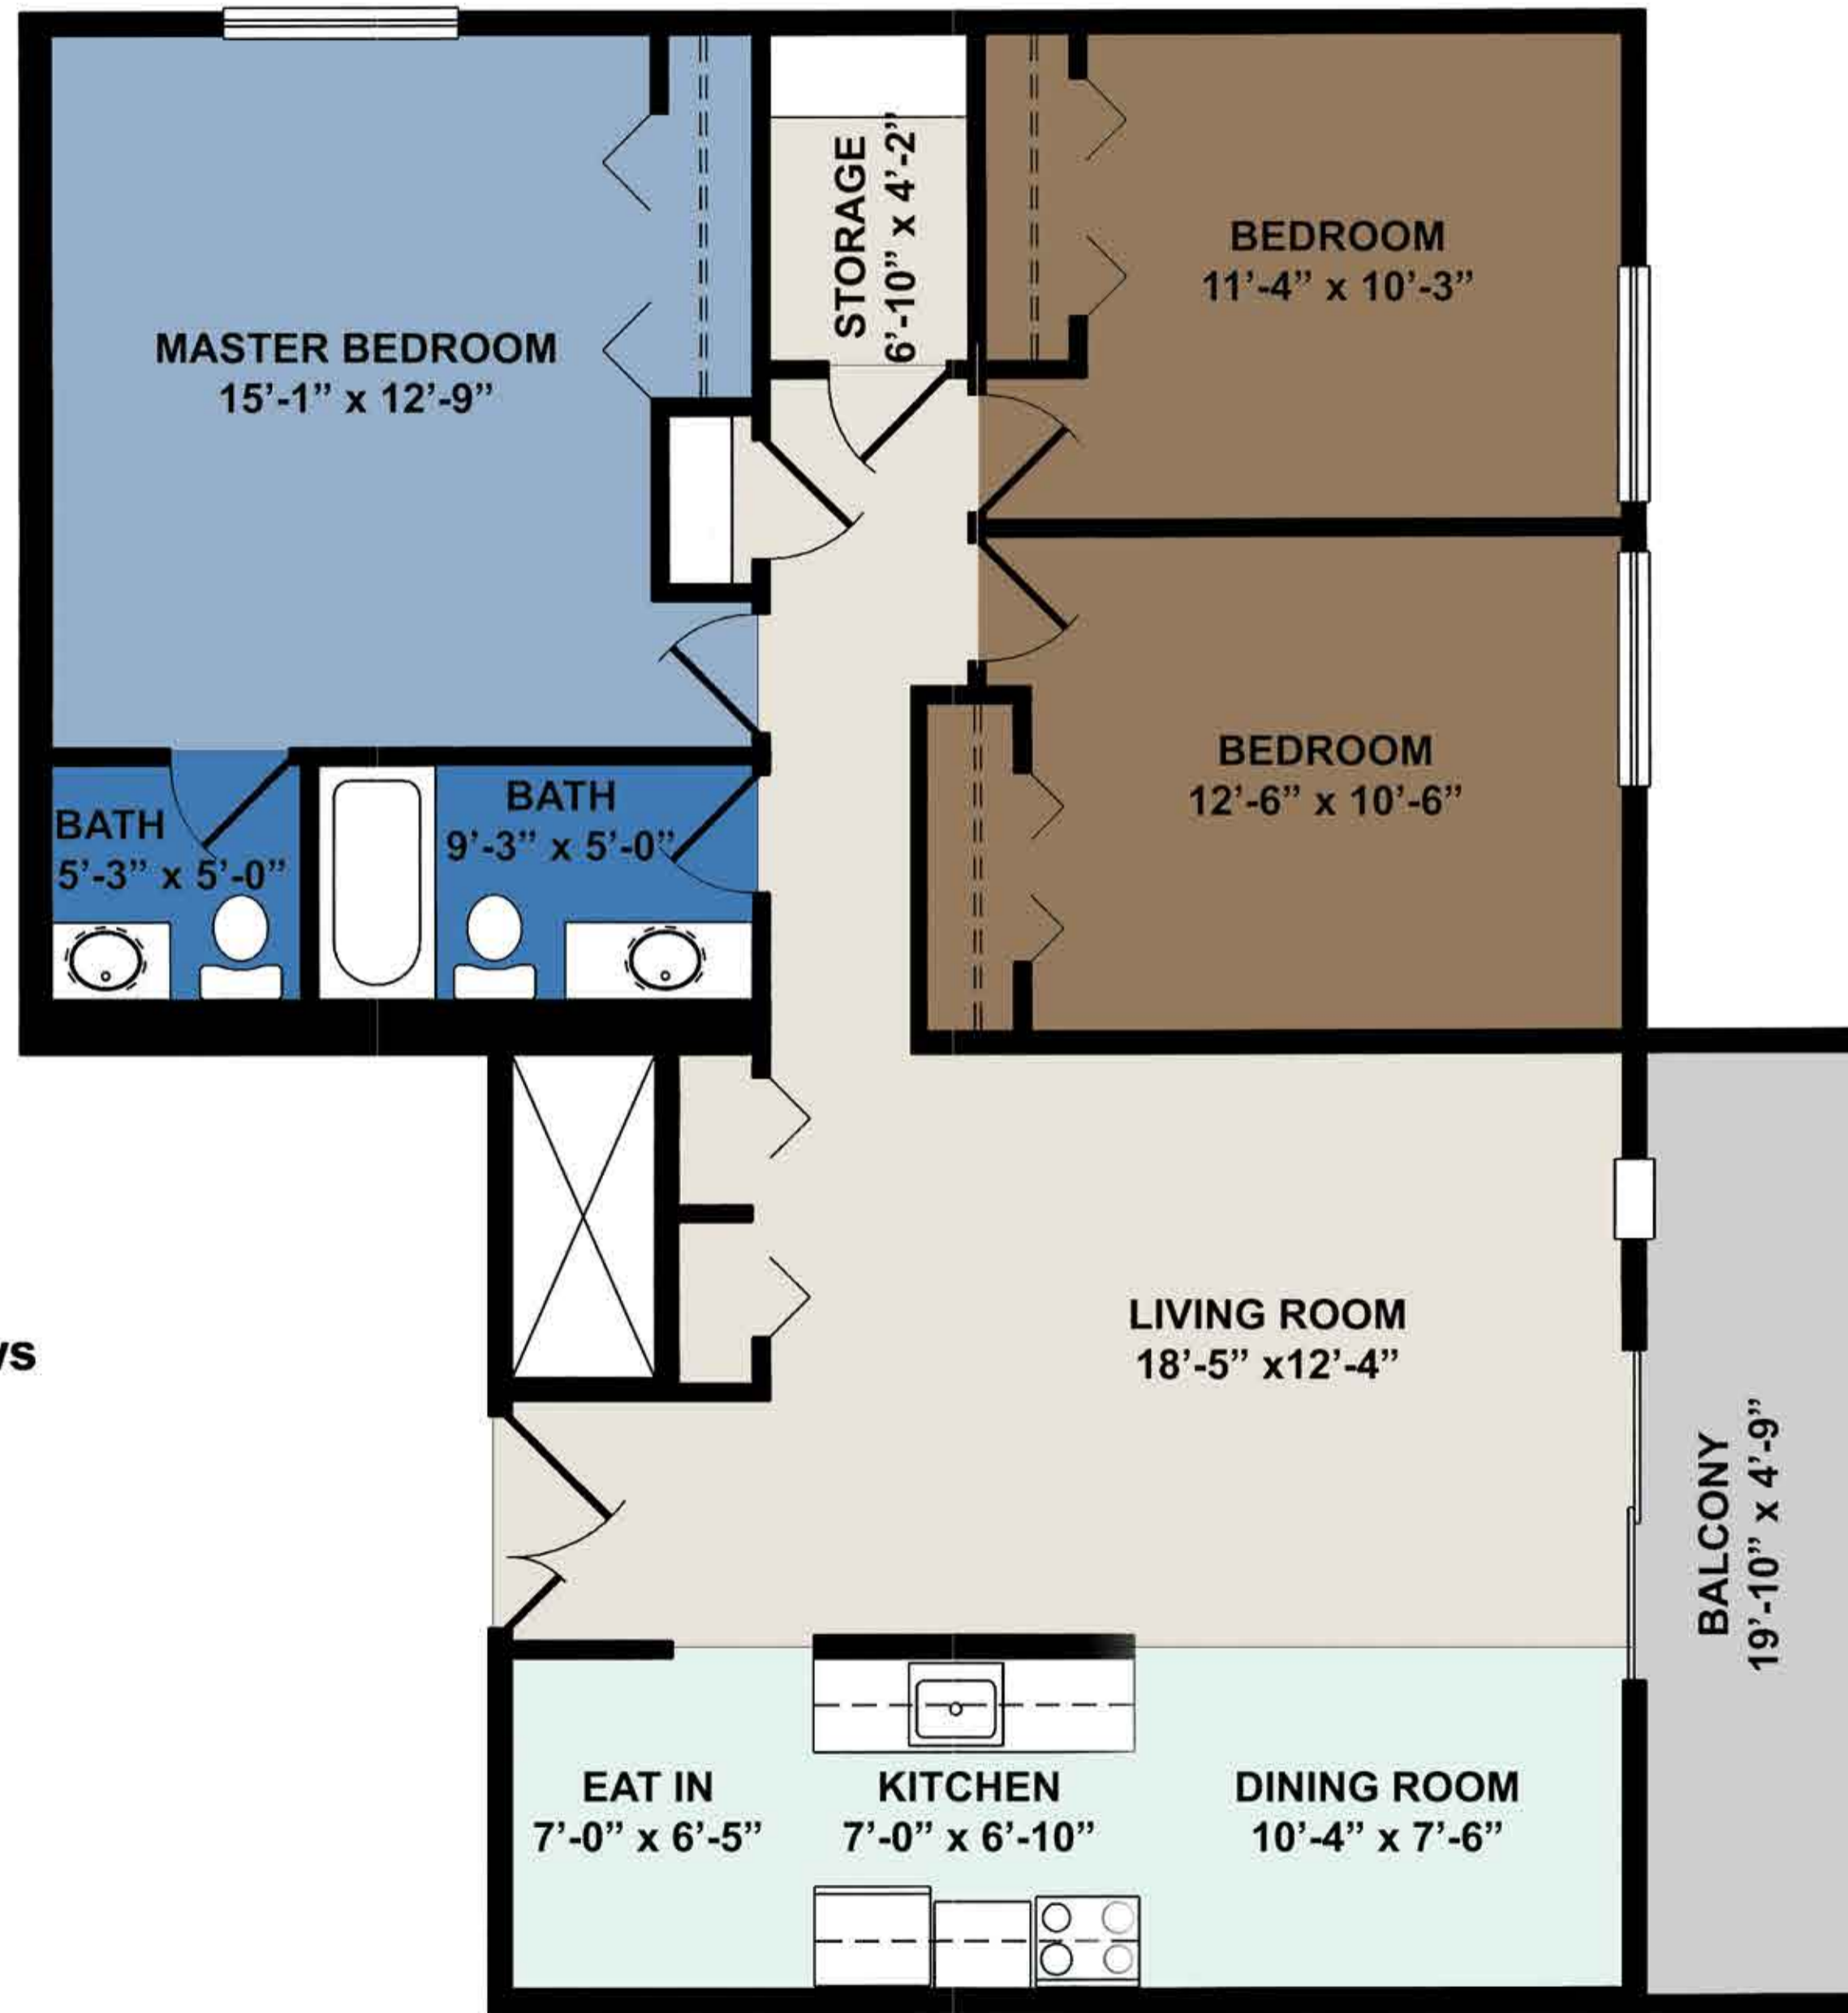 STORAGE
6’-10” x 4’-2”
BEDROOM
11’-4” x 10’-3”
MASTER BEDROOM
15’-1” x 12’-9”
BEDROOM
12’-6” x 10’-6”
BATH
5’-3” x 5’-0”
BATH
9’-3” x 5’-0”
LIVING ROOM
18’-5” x12’-4”
BALCONY
19’-10” x 4’-9”
EAT IN
7’-0” x 6’-5”
KITCHEN
7’-0” x 6’-10”
DINING ROOM
10’-4” x 7’-6”